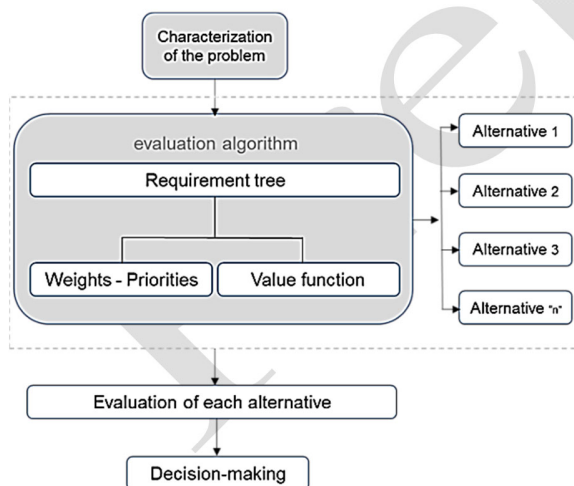 Characterization
of the problem
evaluation algorithm
Requirement tree
Weights - Priorities
Value function
Alternative 1
Alternative 2
Alternative 3
Alternative "n"
Evaluation of each alternative
Decision-making